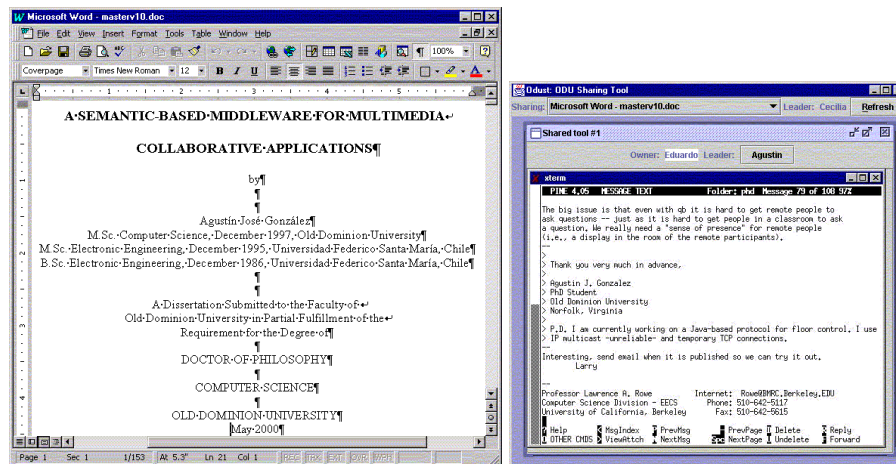 Microsoft Word - masterv10.doc
File Edit View Insert Format Tools Table Window Help
100%
Coverpage Times New Roman 12 B I U
A·SEMANTIC-BASED·MIDDLEWARE·FOR·MULTIMEDIA↵
COLLABORATIVE·APPLICATIONS¶
by¶
¶
¶
¶
Agustín·José·González¶
M.Sc.·Computer·Science,·December·1997,·Old·Dominion·University¶
M.Sc.·Electronic·Engineering,·December·1995,·Universidad·Federico·Santa·María,·Chile¶
B.Sc.·Electronic·Engineering,·December·1986,·Universidad·Federico·Santa·María,·Chile¶
¶
¶
A·Dissertation·Submitted·to·the·Faculty·of·↵
Old·Dominion·University·in·Partial·Fulfillment·of·the·↵
Requirement·for·the·Degree·of¶
¶
DOCTOR·OF·PHILOSOPHY¶
¶
COMPUTER·SCIENCE¶
¶
OLD·DOMINION·UNIVERSITY¶
May·2000¶
Page 1 Sec 1 1/153 At 5.3" Ln 21 Col 1 REC TRK EXT OVR WPH
Odust: ODU Sharing Tool
Sharing: Microsoft Word - masterv10.doc Leader: Cecilia Refresh
Shared tool #1
Owner: Eduardo Leader: Agustin
xterm
PINE 4.05 MESSAGE TEXT Folder: phd Message 79 of 108 97%
The big issue is that even with qb it is hard to get remote people to
ask questions -- just as it is hard to get people in a classroom to ask
a question. We really need a "sense of presence" for remote people
(i.e., a display in the room of the remote participants).
--
>
> Thank you very much in advance,
>
> Agustin J. Gonzalez
> PhD Student
> Old Dominion University
> Norfolk, Virginia
>
> P.D. I am currently working on a Java-based protocol for floor control. I use
> IP multicast -unreliable- and temporary TCP connections.
--
Interesting, send email when it is published so we can try it out.
Larry
--
Professor Lawrence A. Rowe Internet: Rowe@BMRC.Berkeley.EDU
Computer Science Division - EECS Phone: 510-642-5117
University of California, Berkeley Fax: 510-642-5615
? Help < MsgIndex P PrevMsg - PrevPage D Delete R Reply
O OTHER CMDS > ViewAttch N NextMsg Spc NextPage U Undelete F Forward